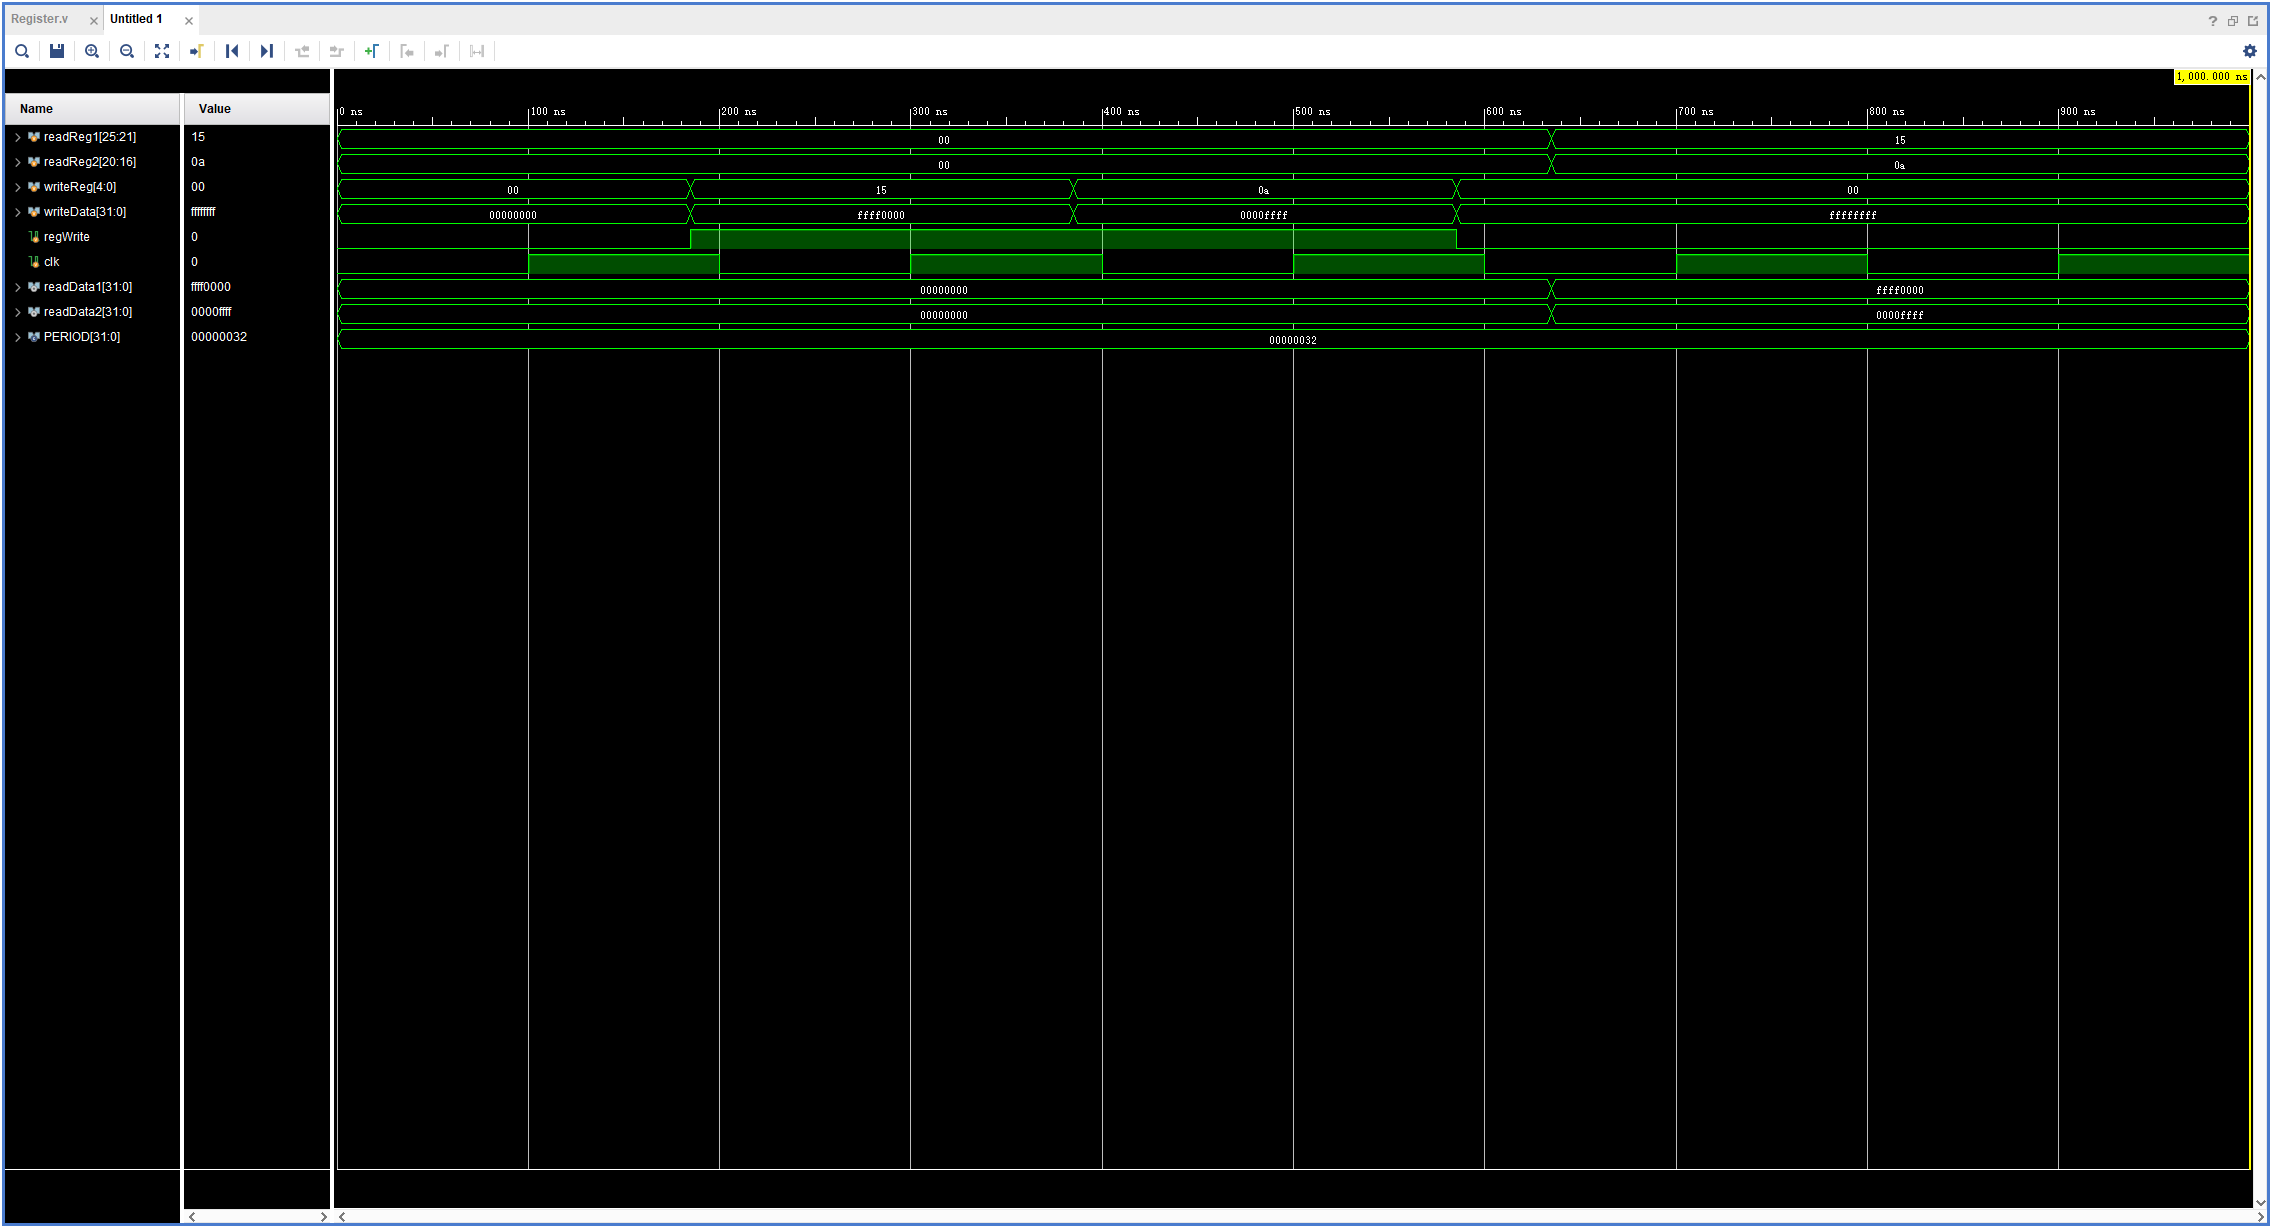 Register.v Untitled 1 ?
1,000.000 ns
Name Value
0 ns 100 ns 200 ns 300 ns 400 ns 500 ns 600 ns 700 ns 800 ns 900 ns
readReg1[25:21] 15 00 15
readReg2[20:16] 0a 00 0a
writeReg[4:0] 00 00 15 0a 00
writeData[31:0] ffffffff 00000000 ffff0000 0000ffff ffffffff
regWrite 0
clk 0
readData1[31:0] ffff0000 00000000 ffff0000
readData2[31:0] 0000ffff 00000000 0000ffff
PERIOD[31:0] 00000032 00000032